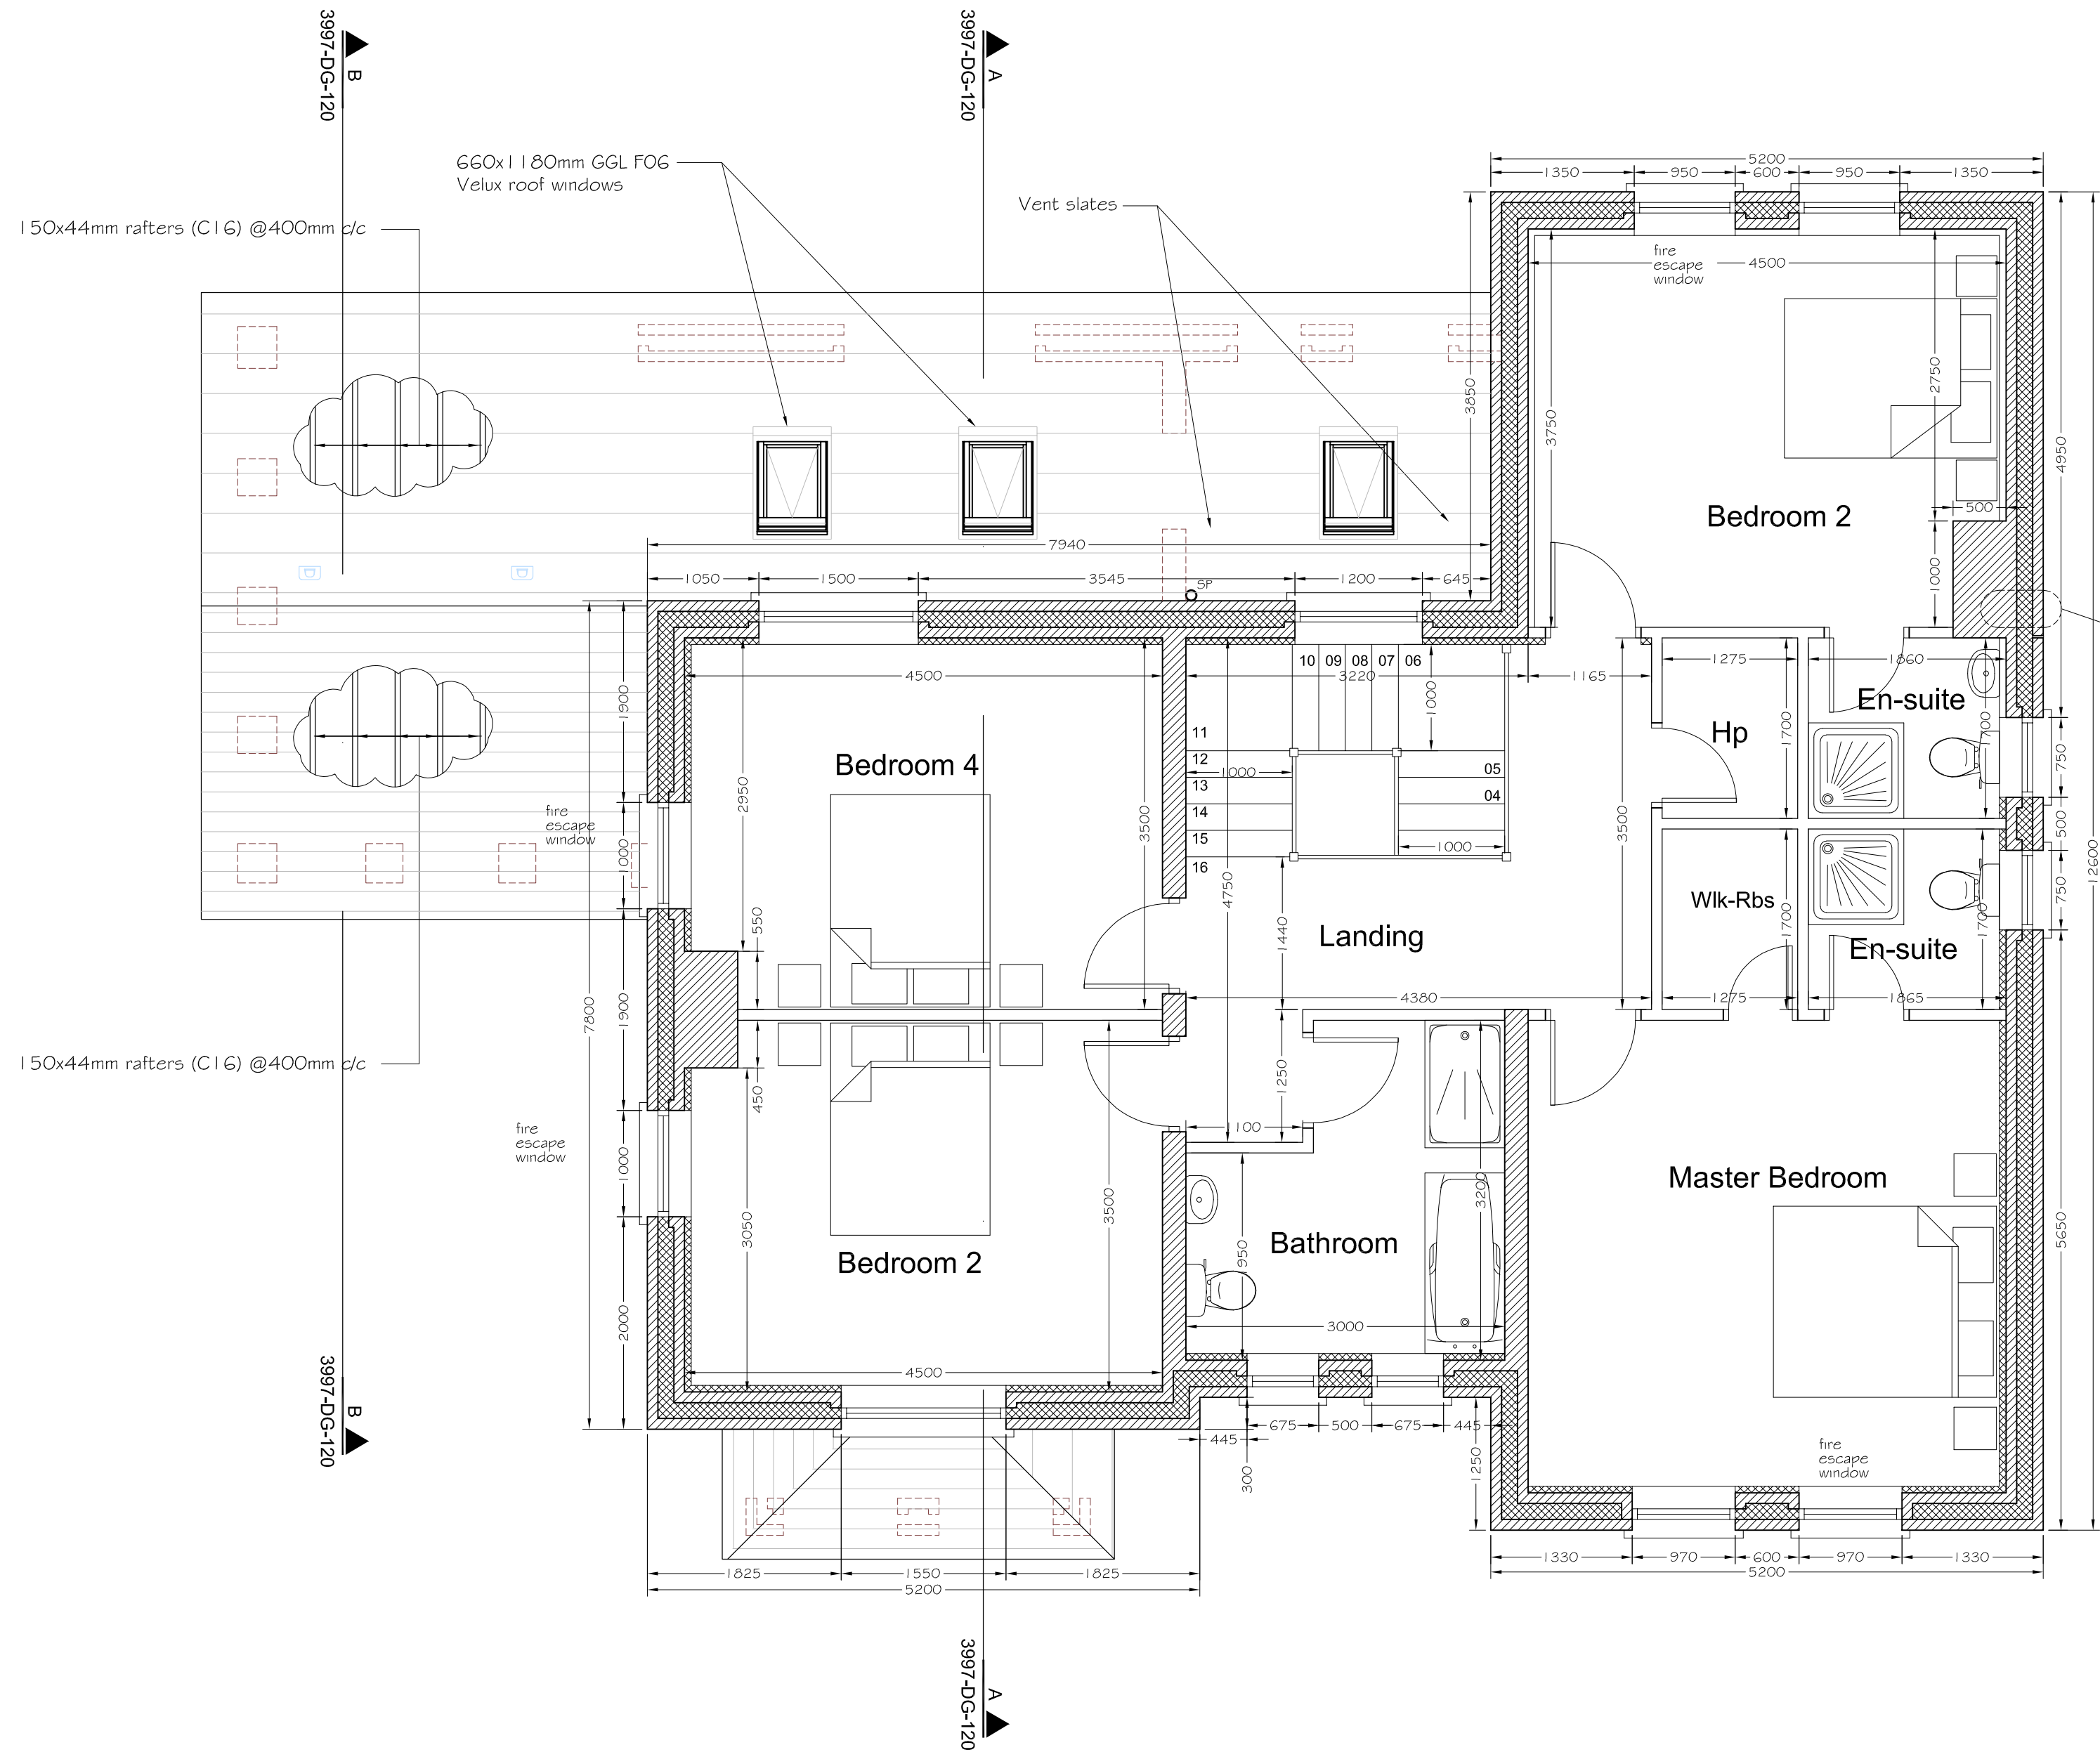 3997-DG-120
B
3997-DG-120
A
660x1180mm GGL F06
Velux roof windows
150x44mm rafters (C16) @400mm c/c
Vent slates
5200
1350
950
600
950
1350
fire
escape
window
4500
3850
3750
2750
4950
500
1000
Bedroom 2
12600
7940
1050
1500
3545
1200
645
SP
10
09
08
07
06
4500
3220
1165
1275
1860
1900
1000
En-suite
Hp
1700
1700
750
11
12
13
14
15
16
1000
05
04
1000
Bedroom 4
2950
3500
3500
fire
escape
window
1000
500
750
4750
1440
Landing
Wlk-Rbs
1700
1700
En-suite
550
1900
7800
4380
1275
1865
150x44mm rafters (C16) @400mm c/c
450
1250
1100
fire
escape
window
1000
3050
3500
3200
Master Bedroom
5650
Bathroom
950
Bedroom 2
2000
3000
4500
445
675
500
675
445
300
1250
fire
escape
window
1330
970
600
970
1330
5200
1825
1550
1825
5200
B
3997-DG-120
A
3997-DG-120